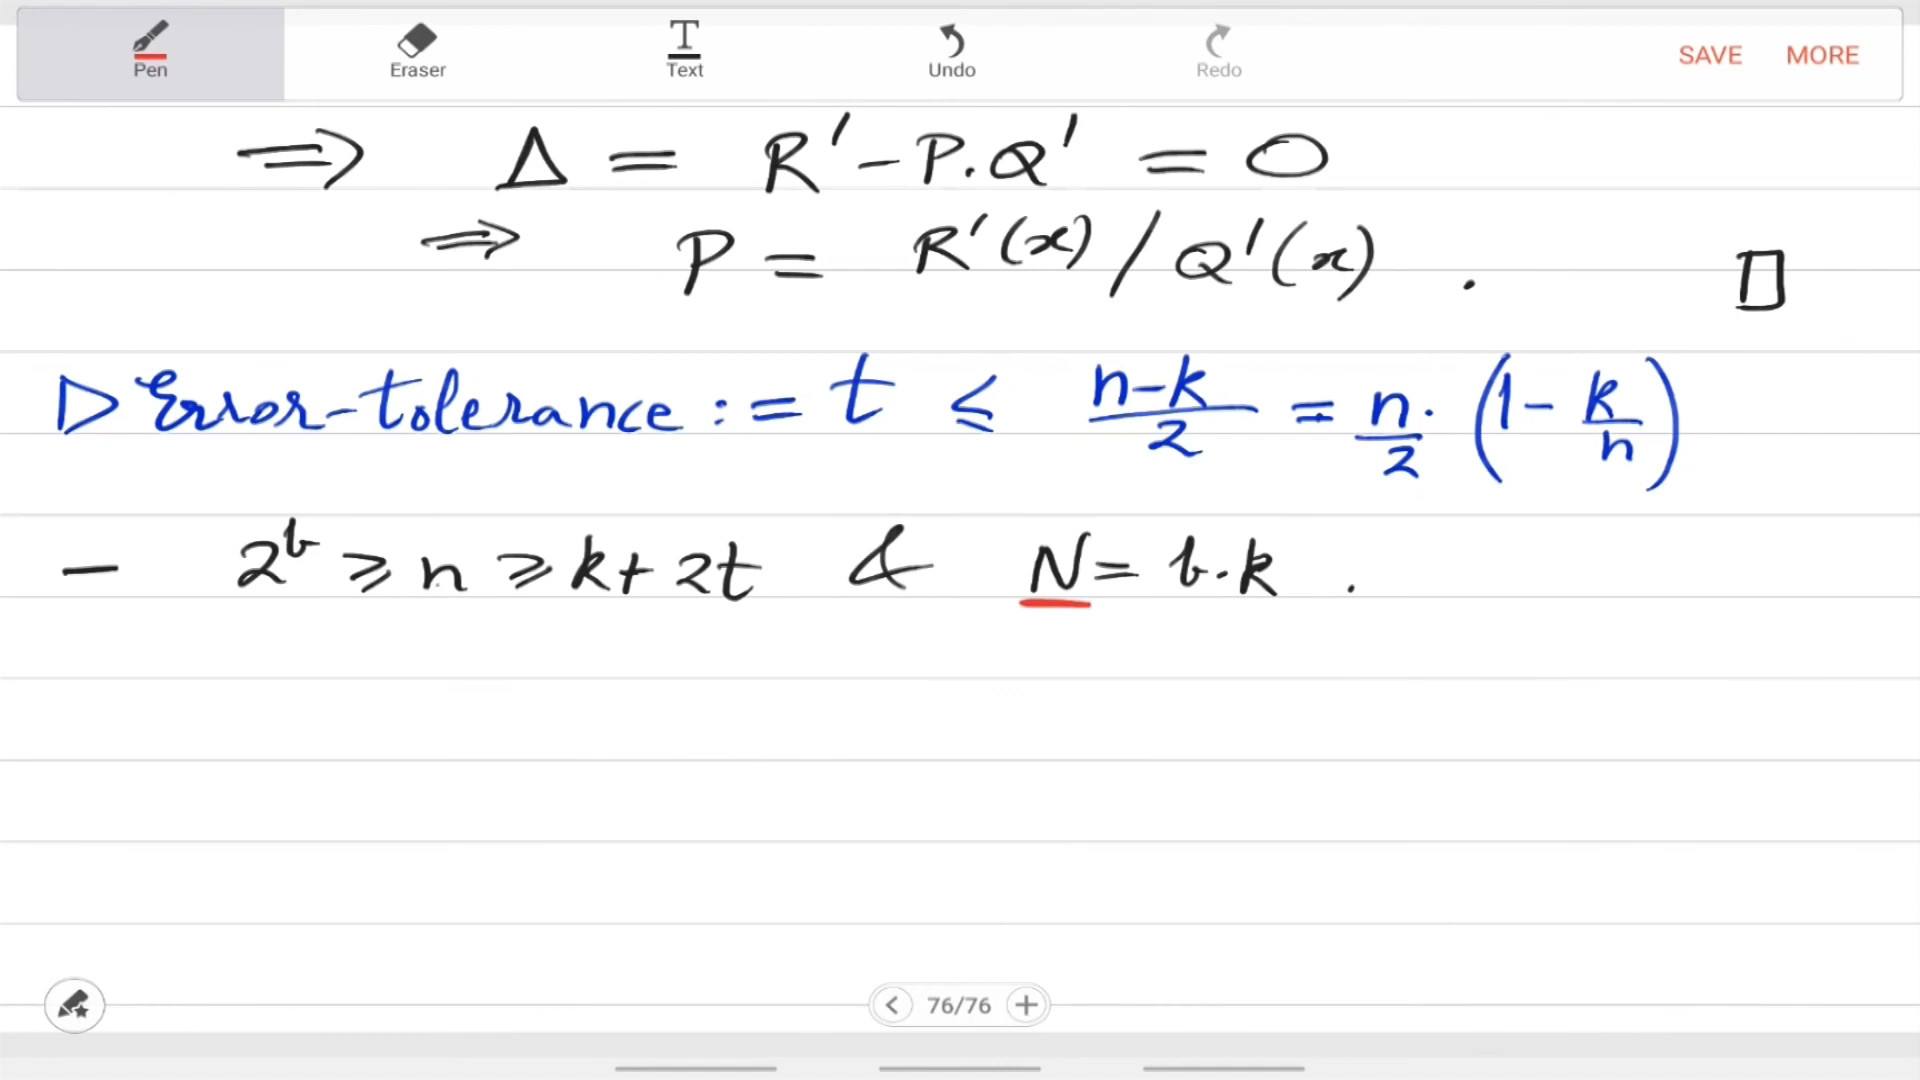 Pen Eraser Text Undo Redo SAVE MORE
⟹ Δ = R′ − P.Q′ = 0
⟹ P = R′(x) / Q′(x) . □
▷ Error-tolerance := t ≤ (n−k)/2 = n/2 · (1 − k/n)
− 2^b ⩾ n ⩾ k + 2t & N = b.k .
76/76